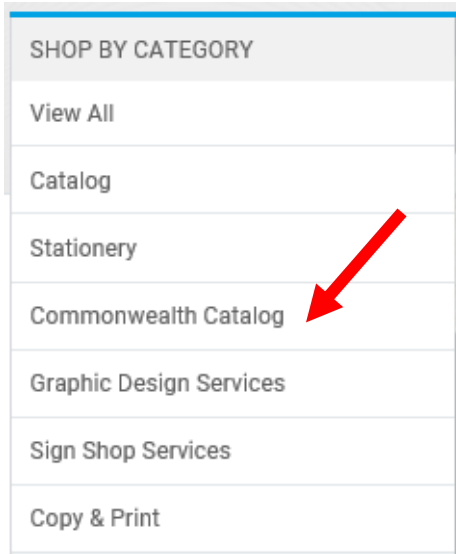 SHOP BY CATEGORY
View All
Catalog
Stationery
Commonwealth Catalog
Graphic Design Services
Sign Shop Services
Copy & Print